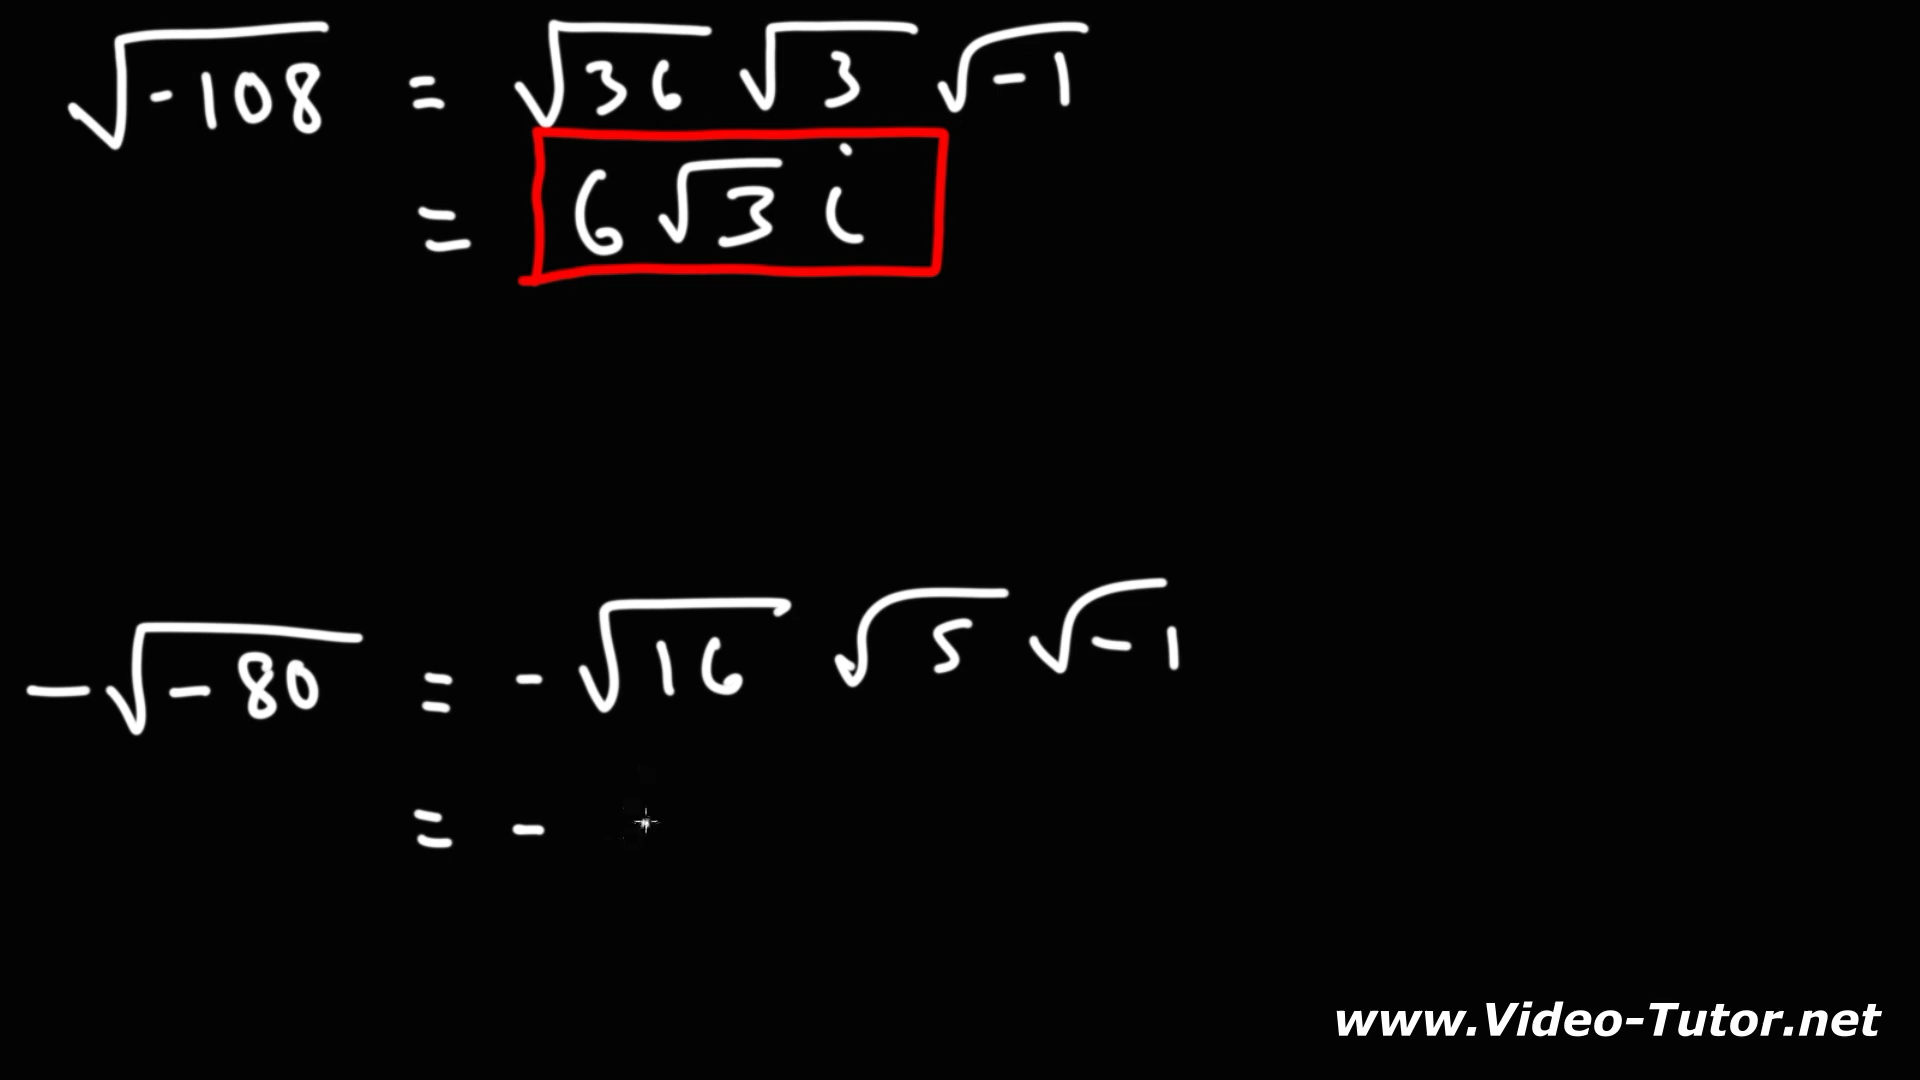 √-108 = √36 √3 √-1
= 6 √3 i
-√-80 = -√16 √5 √-1
= -
www.Video-Tutor.net